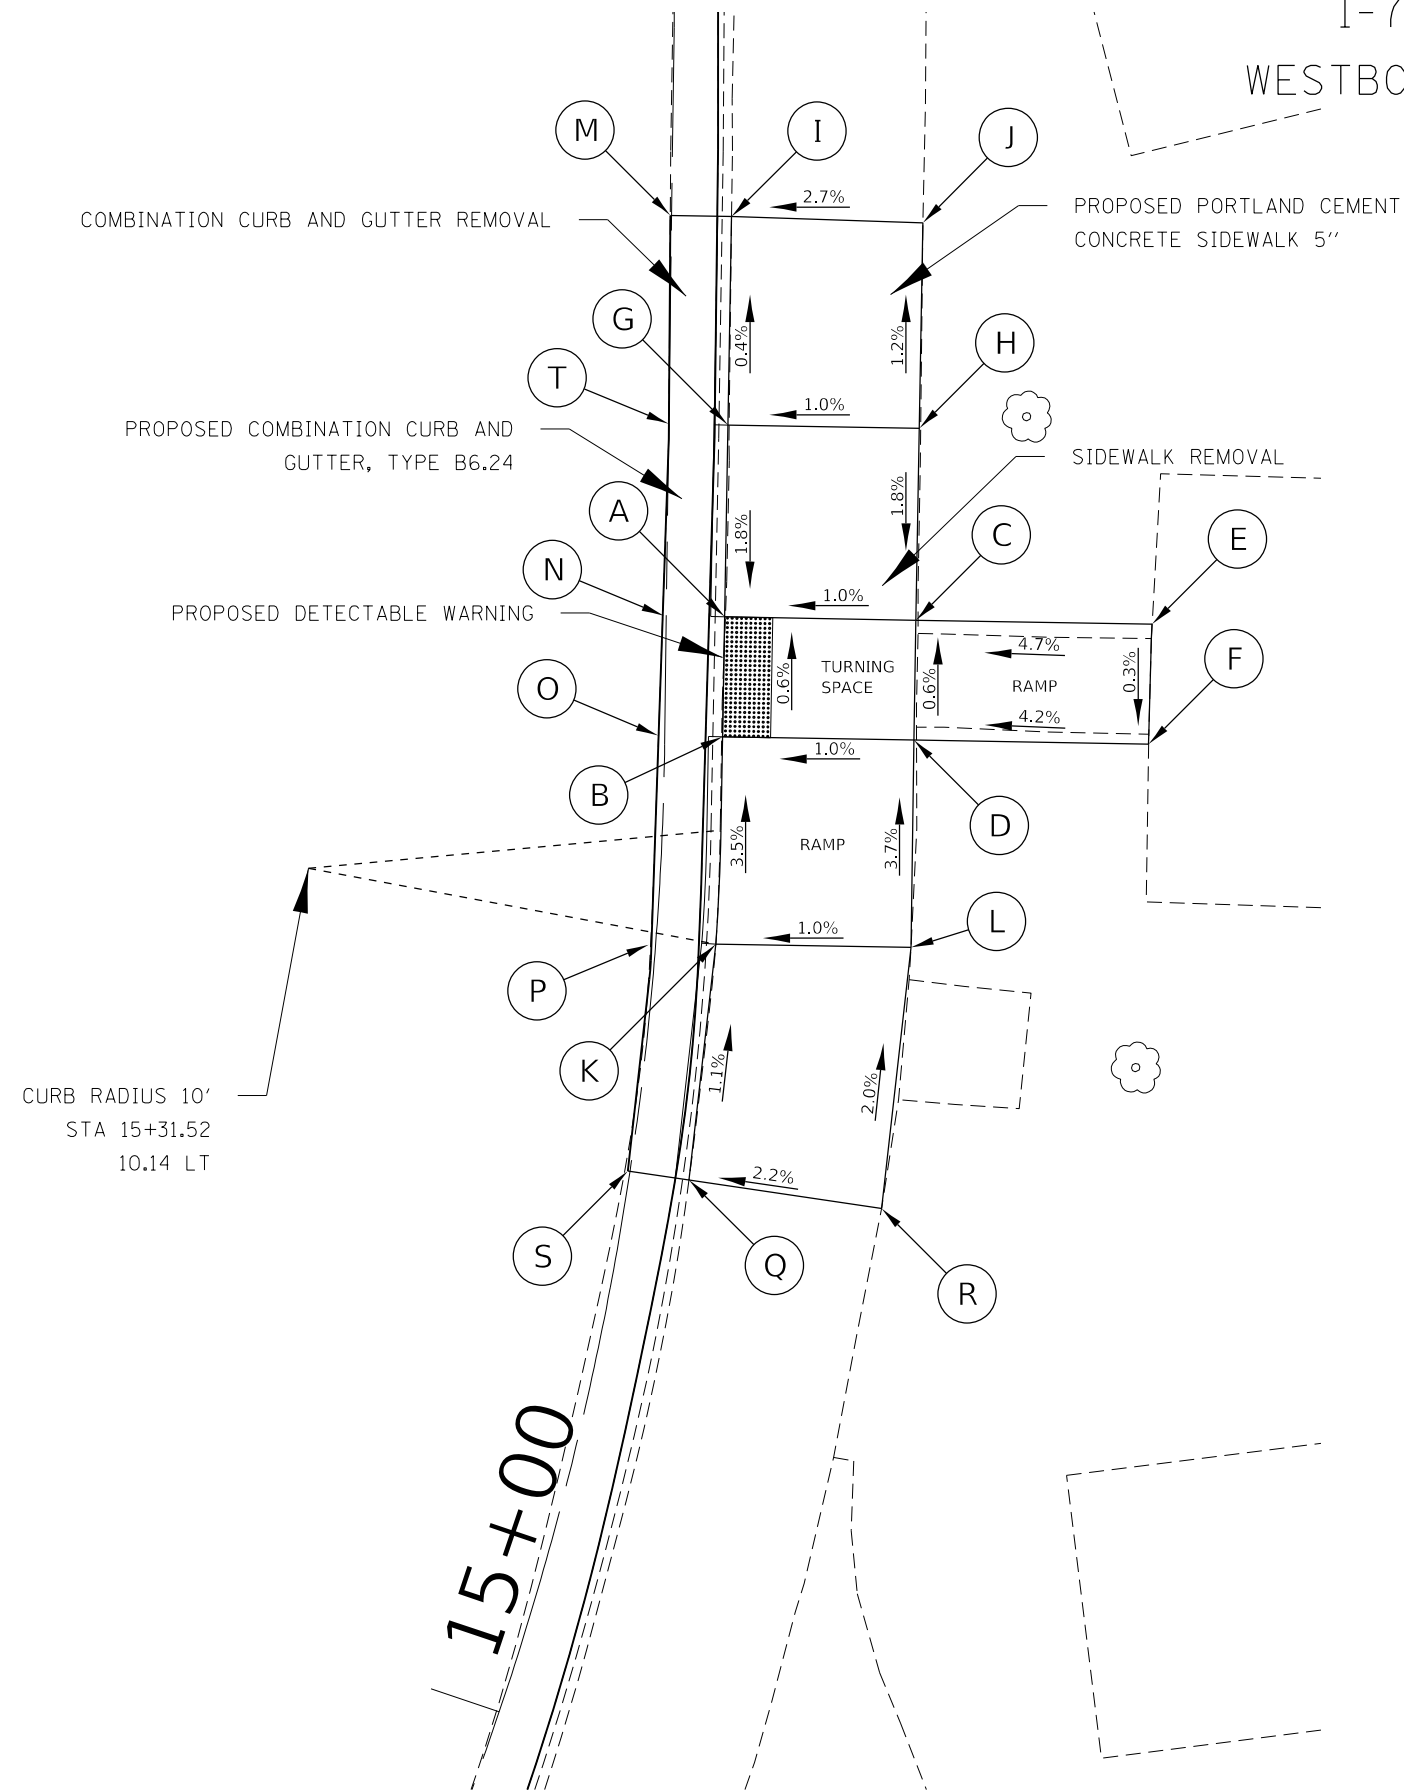 I-7
WESTBO
M
I
J
2.7%
COMBINATION CURB AND GUTTER REMOVAL
PROPOSED PORTLAND CEMENT
CONCRETE SIDEWALK 5''
G
0.4%
1.2%
H
T
1.0%
PROPOSED COMBINATION CURB AND
GUTTER, TYPE B6.24
SIDEWALK REMOVAL
A
1.8%
1.8%
C
E
N
1.0%
PROPOSED DETECTABLE WARNING
4.7%
F
O
0.6%
TURNING
SPACE
0.6%
RAMP
0.3%
4.2%
1.0%
B
D
3.5%
RAMP
3.7%
1.0%
L
P
K
1.1%
2.0%
CURB RADIUS 10'
STA 15+31.52
10.14 LT
2.2%
S
Q
R
15+00